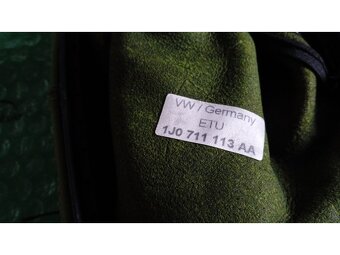 VW / Germany
ETU
1J0 711 113 AA